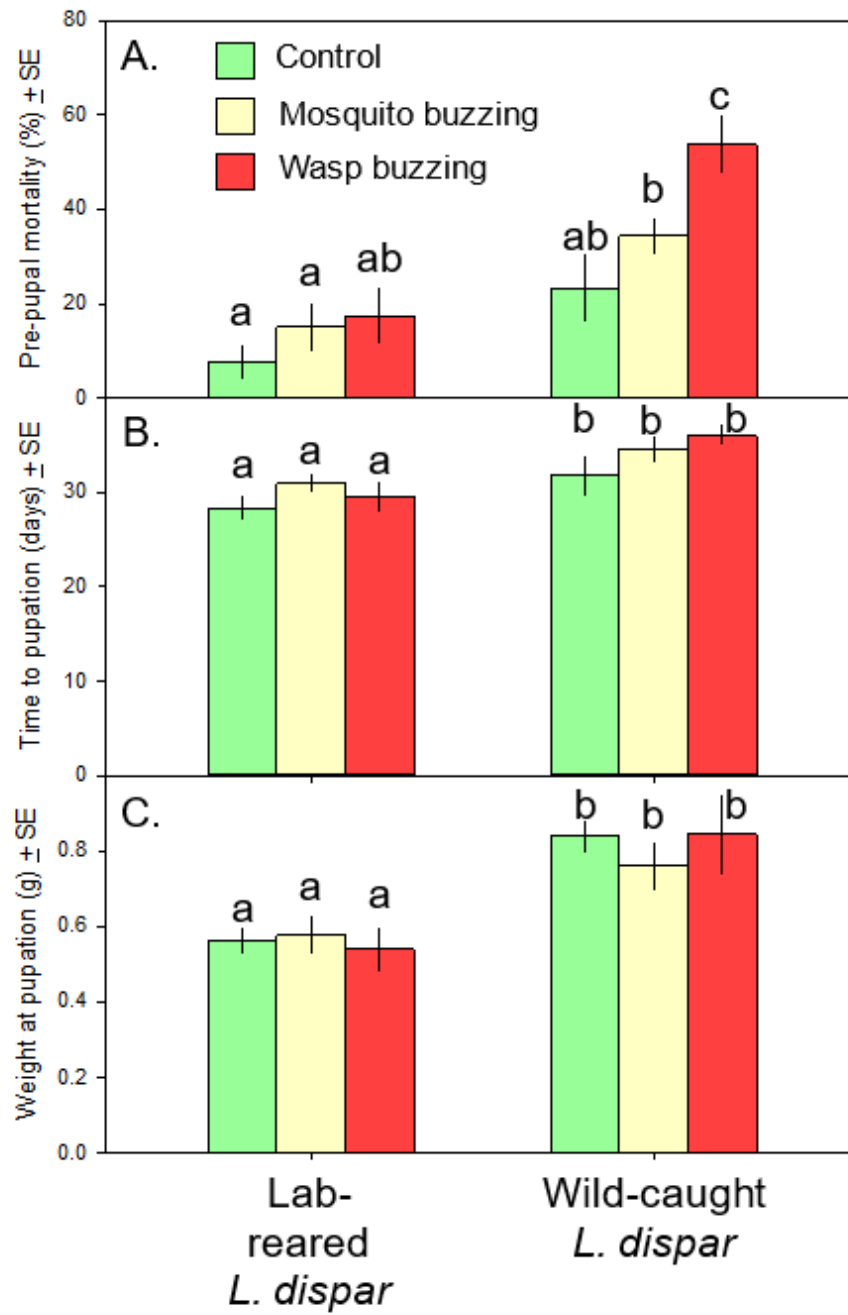 80
60
40
20
0
Pre-pupal mortality (%) ± SE
A.
Control
Mosquito buzzing
Wasp buzzing
a
a
ab
ab
b
c
30
20
10
0
Time to pupation (days) ± SE
B.
a
a
a
b
b
b
0.8
0.6
0.4
0.2
0.0
Weight at pupation (g) ± SE
C.
a
a
a
b
b
b
Lab-
reared
L. dispar
Wild-caught
L. dispar